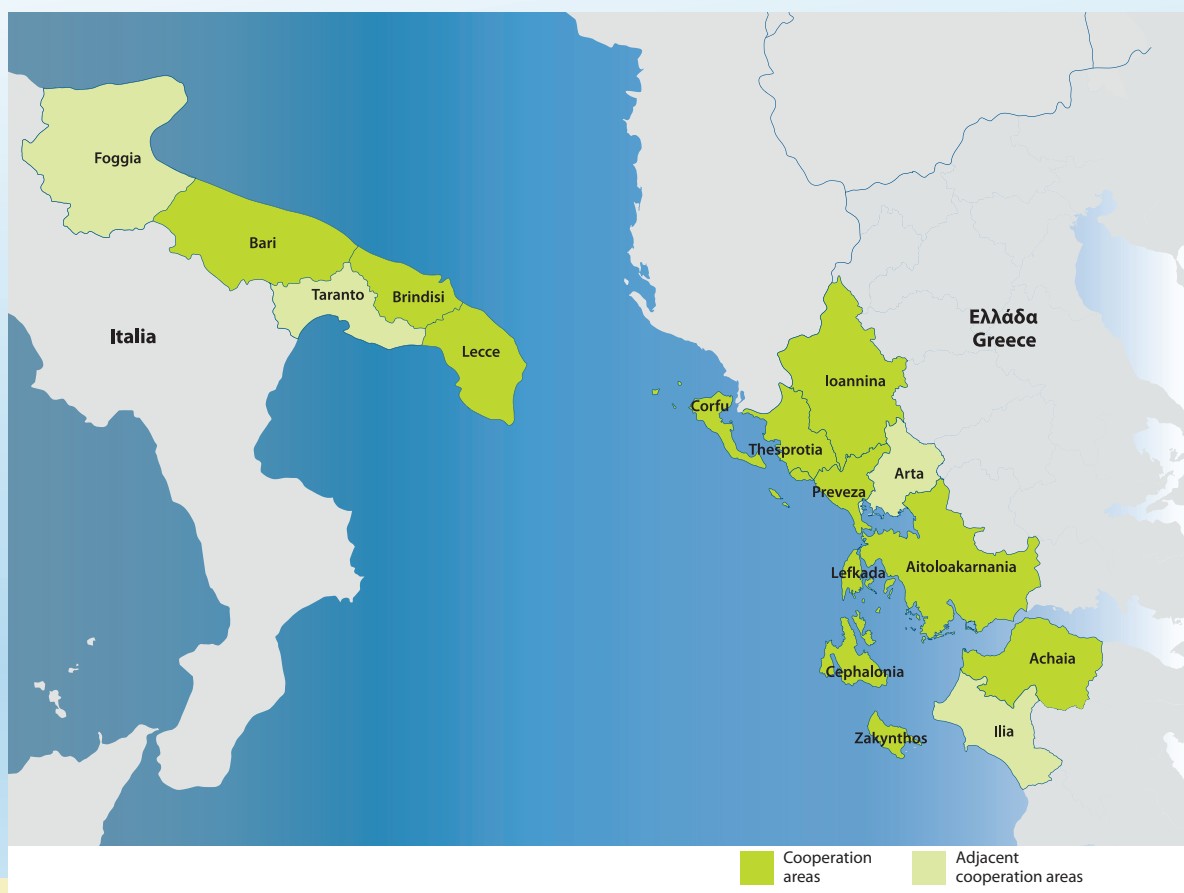 Foggia
Bari
Taranto
Brindisi
Italia
Lecce
Ελλάδα
Greece
Ioannina
Corfu
Thesprotia
Arta
Preveza
Lefkada
Aitoloakarnania
Achaia
Cephalonia
Ilia
Zakynthos
Cooperation
areas
Adjacent
cooperation areas